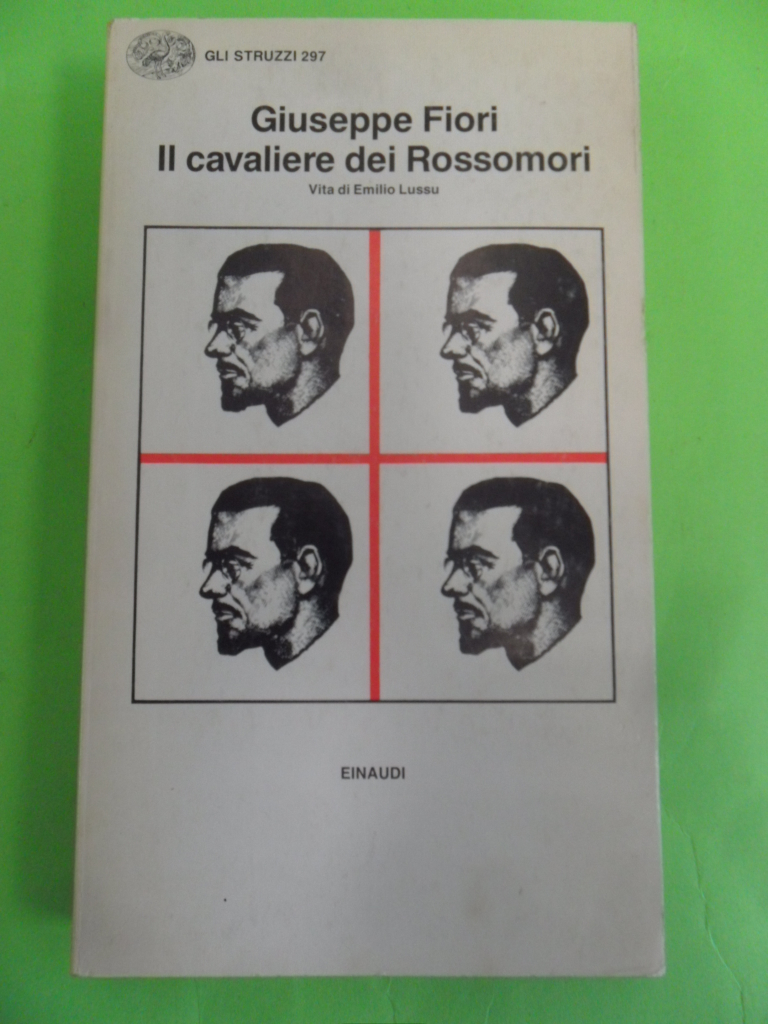 GLI STRUZZI 297
Giuseppe Fiori
Il cavaliere dei Rossomori
Vita di Emilio Lussu
EINAUDI